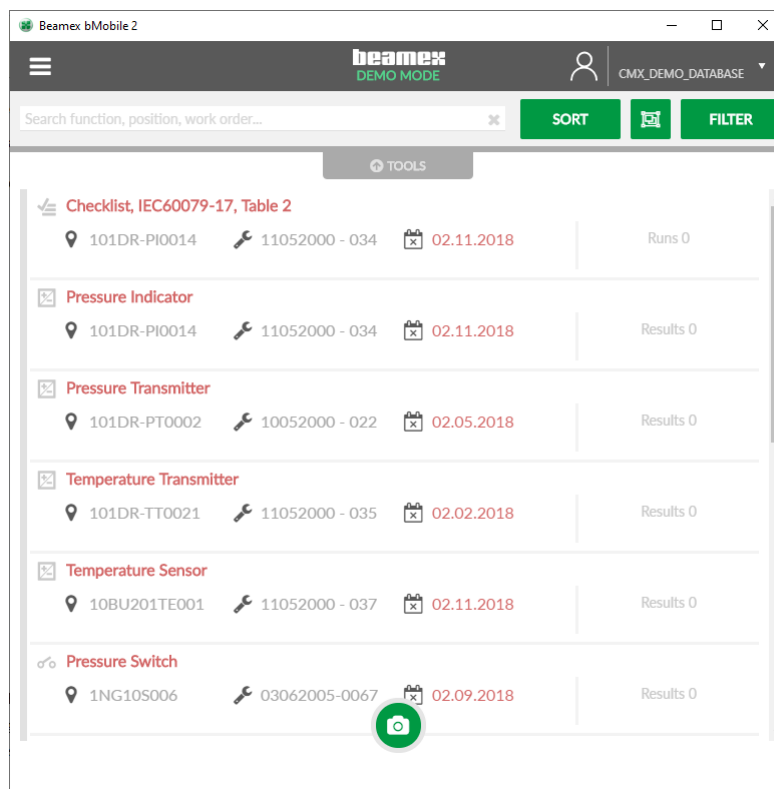 Beamex bMobile 2
beamex
DEMO MODE
CMX_DEMO_DATABASE
Search function, position, work order...
SORT
FILTER
TOOLS
Checklist, IEC60079-17, Table 2
101DR-PI0014 11052000 - 034 02.11.2018 Runs 0
Pressure Indicator
101DR-PI0014 11052000 - 034 02.11.2018 Results 0
Pressure Transmitter
101DR-PT0002 10052000 - 022 02.05.2018 Results 0
Temperature Transmitter
101DR-TT0021 11052000 - 035 02.02.2018 Results 0
Temperature Sensor
10BU201TE001 11052000 - 037 02.11.2018 Results 0
Pressure Switch
1NG10S006 03062005-0067 02.09.2018 Results 0